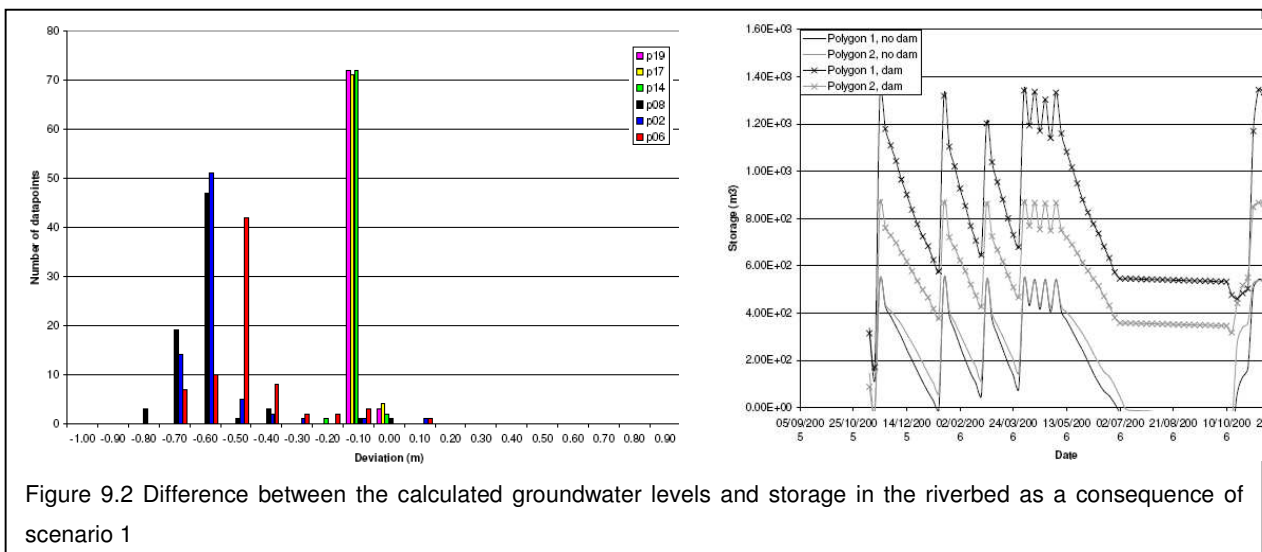 80
70
60
50
40
30
20
10
0
Number of datapoints
p19
p17
p14
p08
p02
p06
-1.00 -0.90 -0.80 -0.70 -0.60 -0.50 -0.40 -0.30 -0.20 -0.10 0.00 0.10 0.20 0.30 0.40 0.50 0.60 0.70 0.80 0.90
Deviation (m)
1.60E+03
1.40E+03
1.20E+03
1.00E+03
8.00E+02
6.00E+02
4.00E+02
2.00E+02
0.00E+00
Storage (m3)
Polygon 1, no dam
Polygon 2, no dam
Polygon 1, dam
Polygon 2, dam
05/09/200 25/10/200 14/12/200 02/02/200 24/03/200 13/05/200 02/07/200 21/08/200 10/10/200 2
5 5 5 6 6 6 6 6 6
Date
Figure 9.2 Difference between the calculated groundwater levels and storage in the riverbed as a consequence of
scenario 1